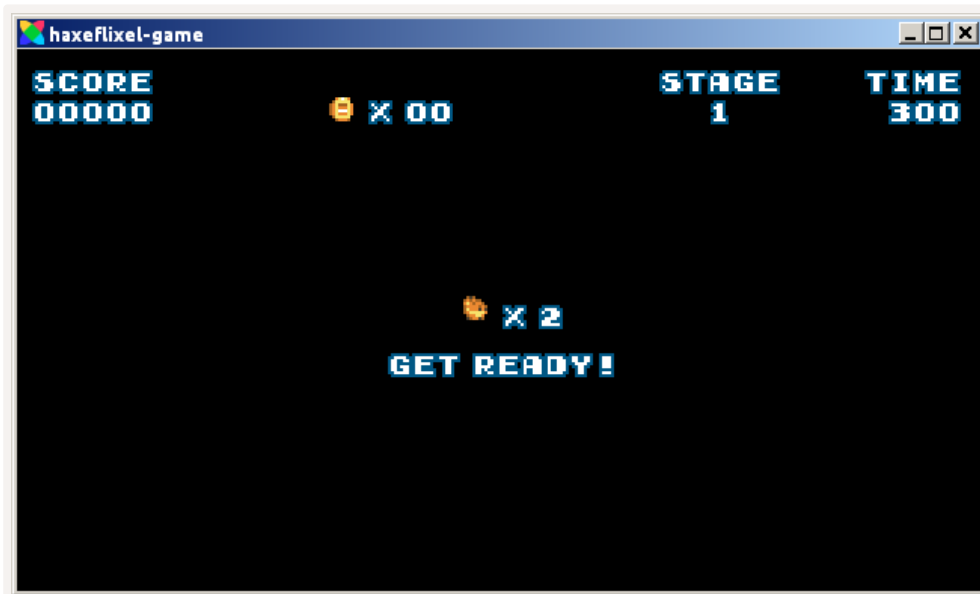 haxeflixel-game
SCORE STAGE TIME
00000 X 00 1 300
X 2
GET READY!